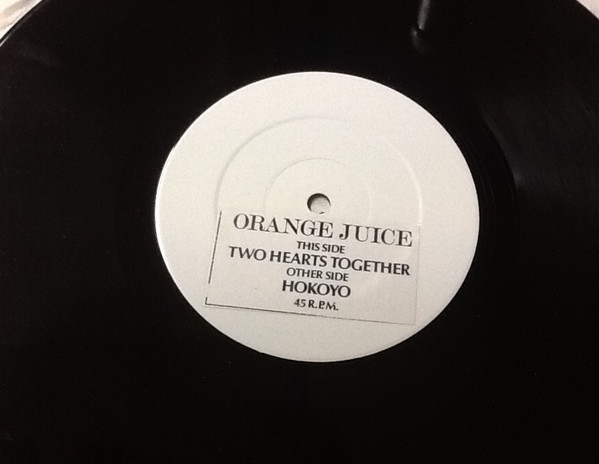 ORANGE JUICE
THIS SIDE
TWO HEARTS TOGETHER
OTHER SIDE
HOKOYO
45 R.P.M.